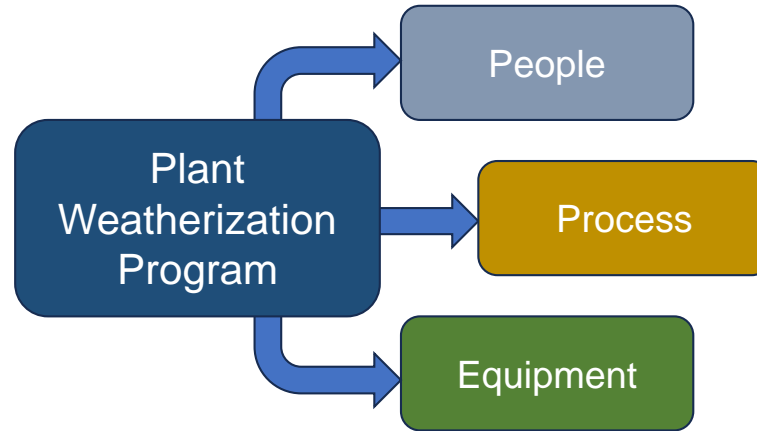 People
Plant
Weatherization
Program
Process
Equipment